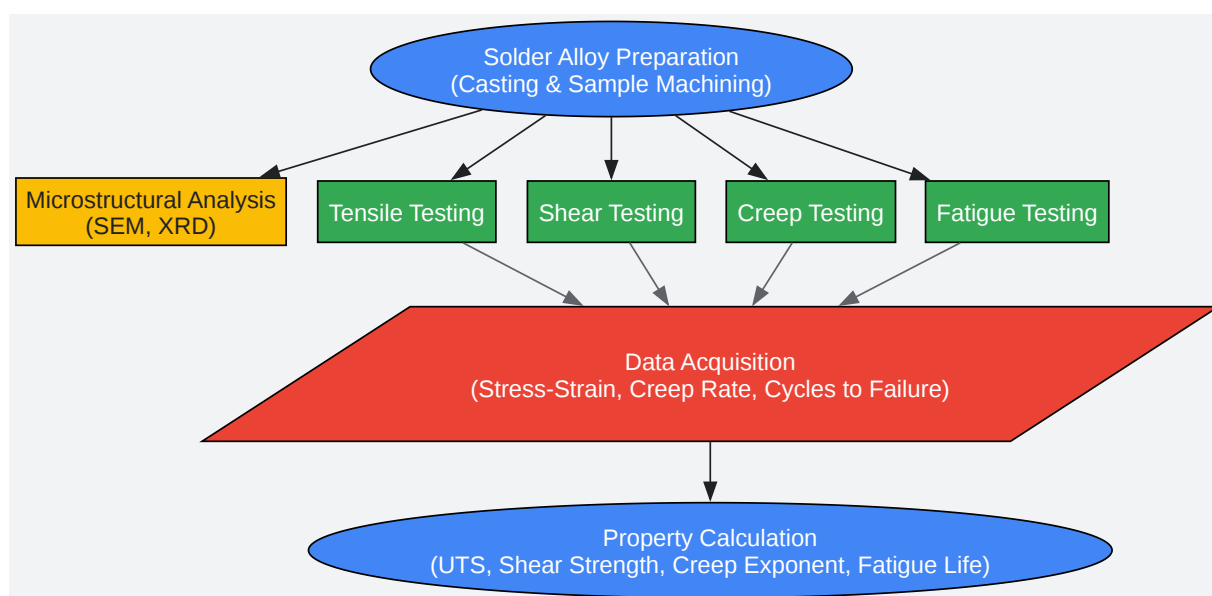 Solder Alloy Preparation
(Casting & Sample Machining)
Microstructural Analysis
(SEM, XRD)
Tensile Testing
Shear Testing
Creep Testing
Fatigue Testing
Data Acquisition
(Stress-Strain, Creep Rate, Cycles to Failure)
Property Calculation
(UTS, Shear Strength, Creep Exponent, Fatigue Life)